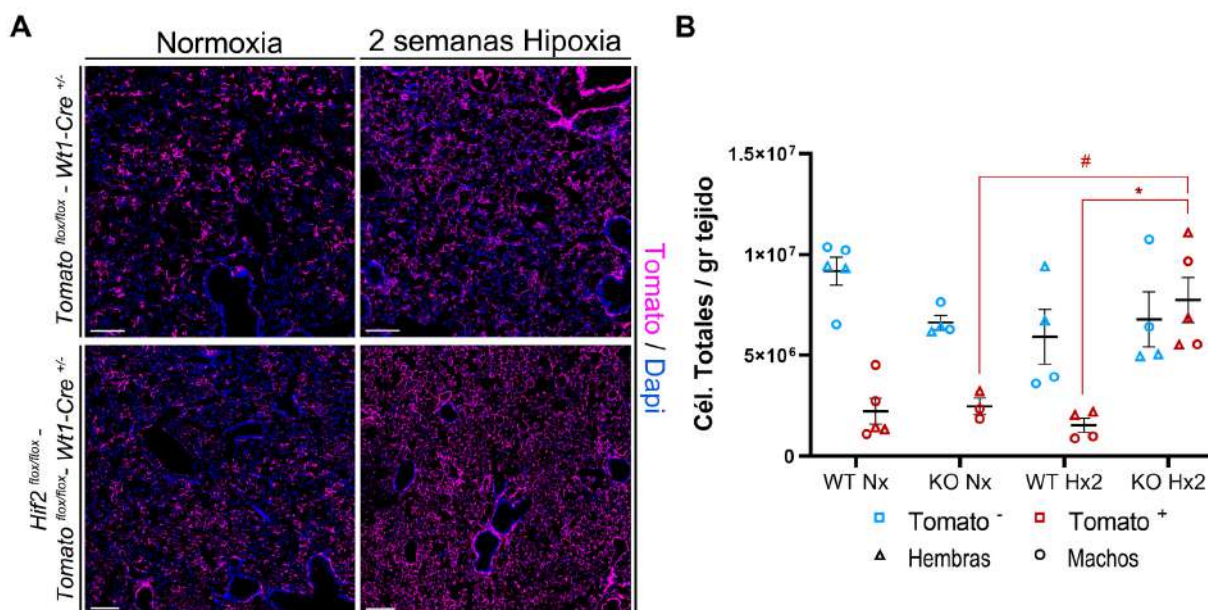 A
Normoxia
2 semanas Hipoxia
Tomato flox/flox - Wt1-Cre +/-
Hif2 flox/flox -
Tomato flox/flox - Wt1-Cre +/-
Tomato / Dapi
B
Cél. Totales / gr tejido
1.5×10⁷
1×10⁷
5×10⁶
0
#
*
WT Nx
KO Nx
WT Hx2
KO Hx2
Tomato -
Tomato +
Hembras
Machos